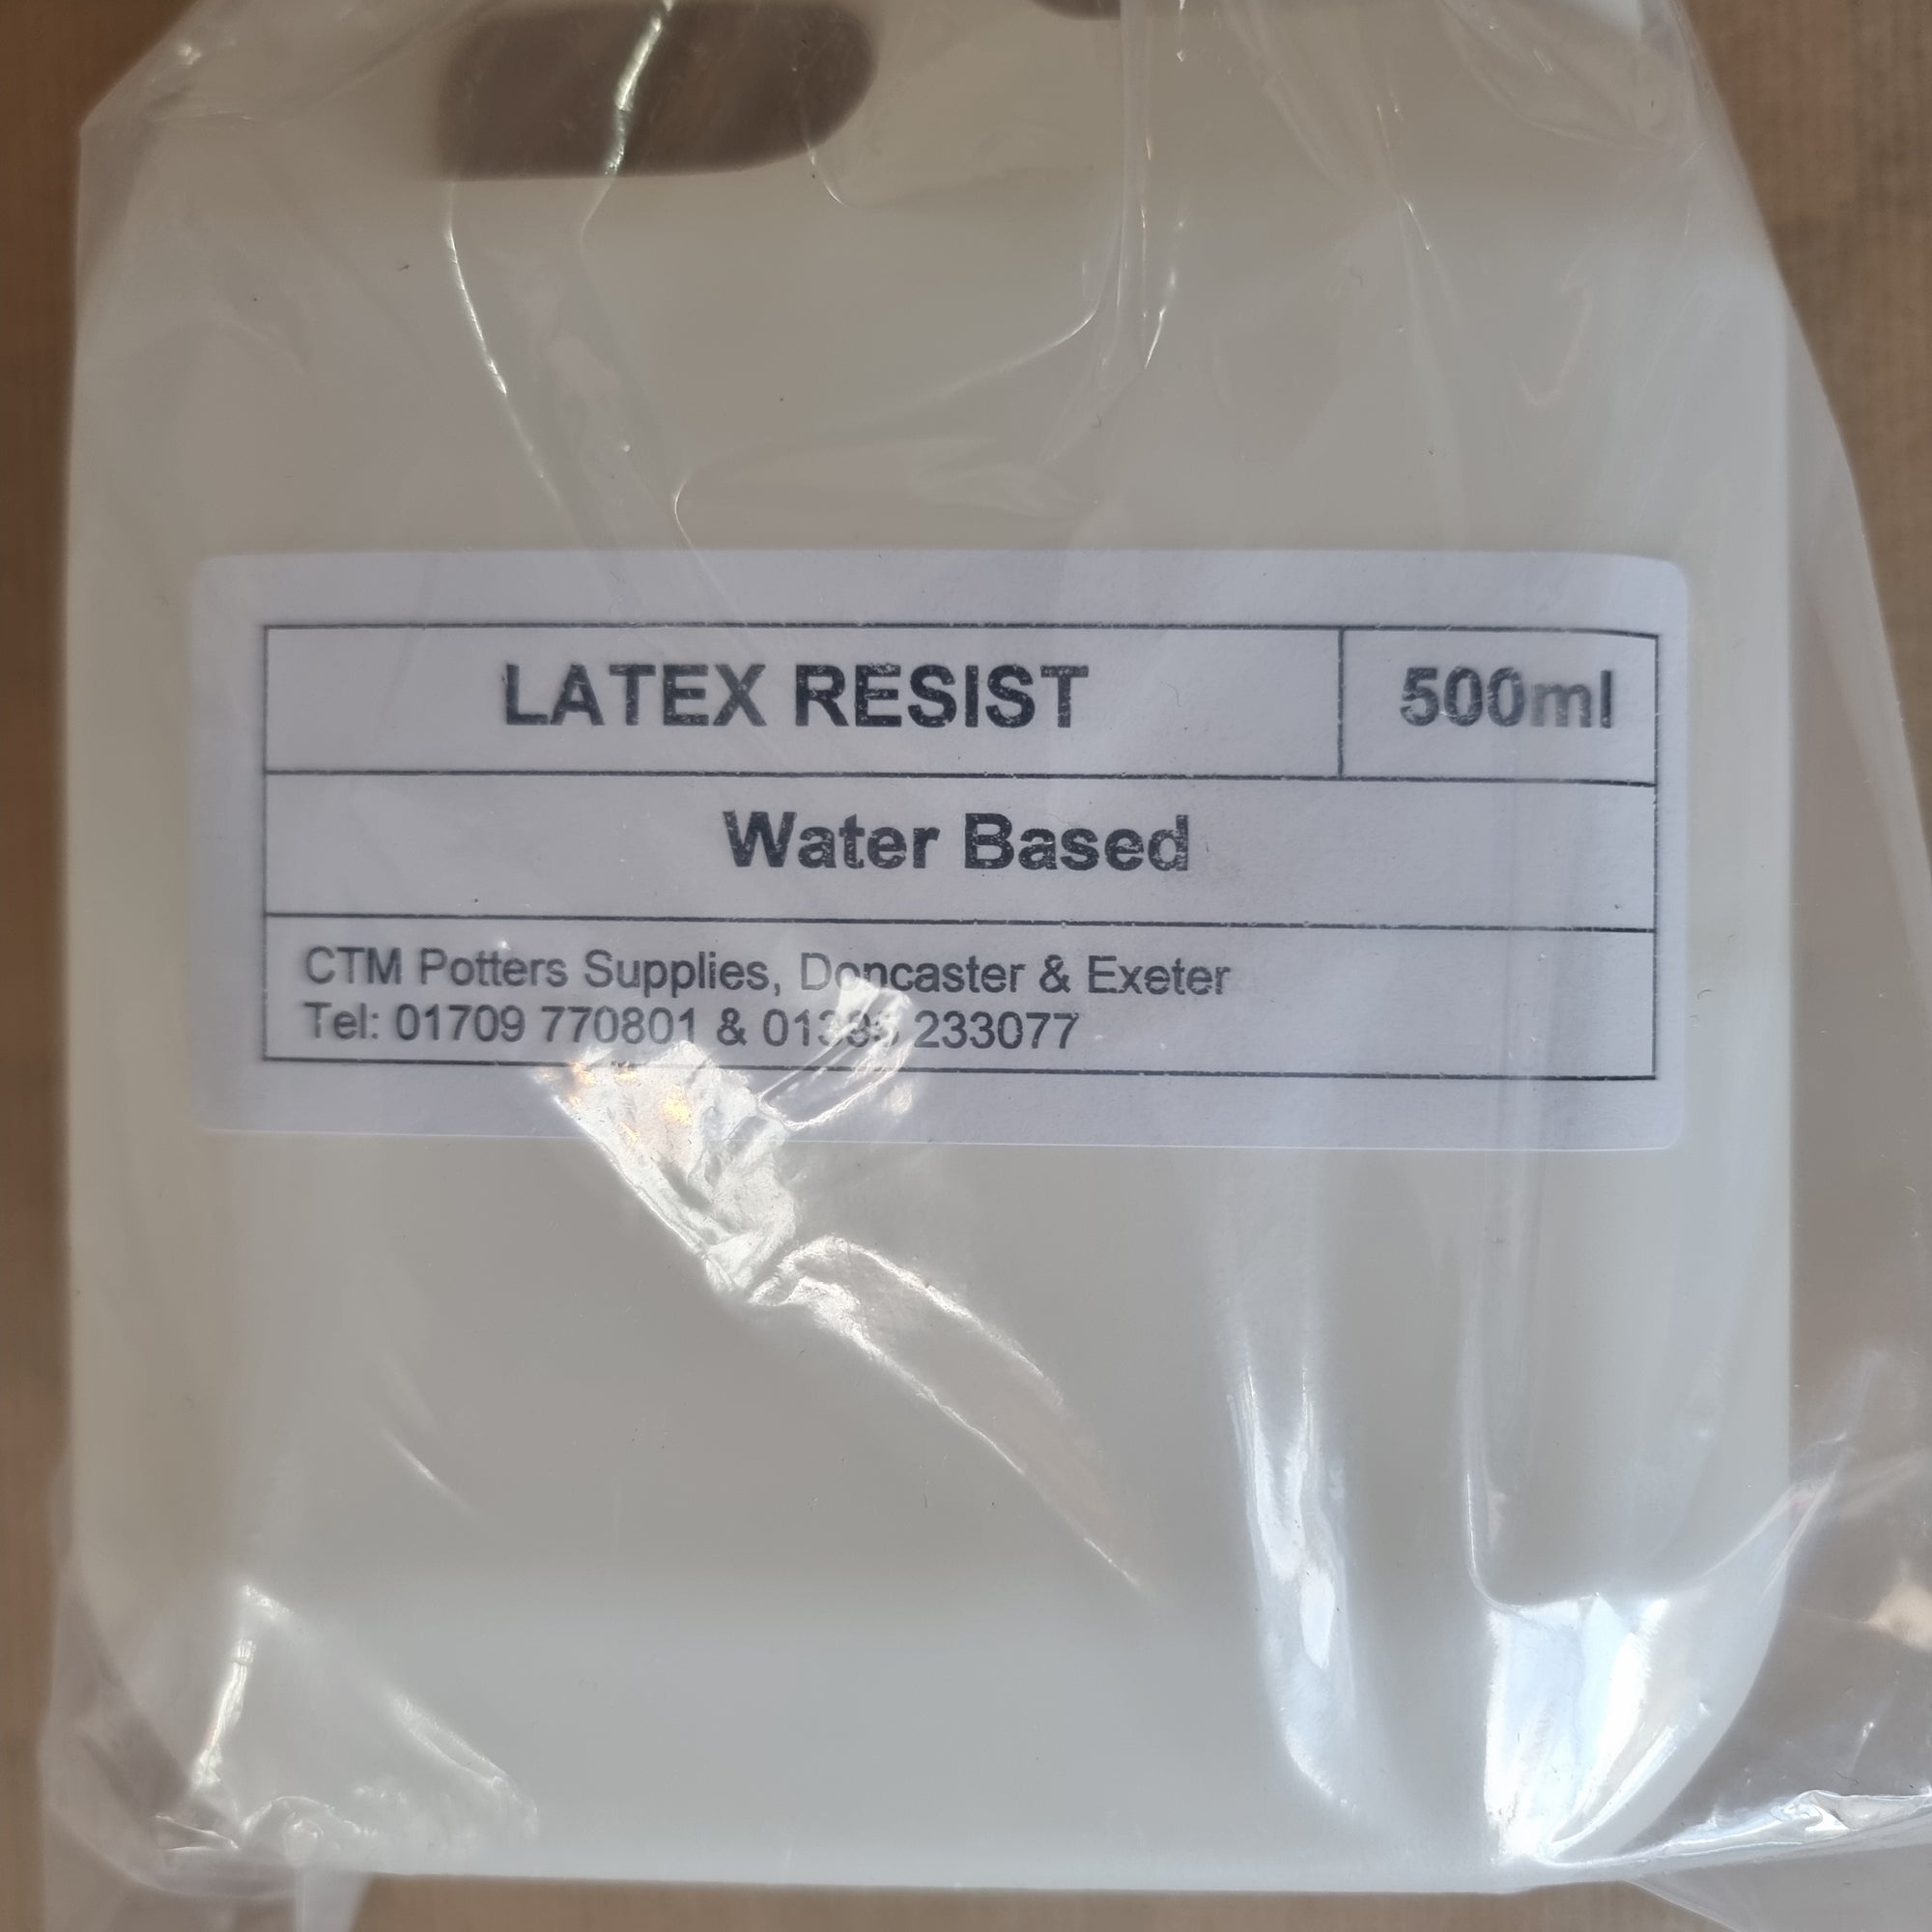 LATEX RESIST 500ml
Water Based
CTM Potters Supplies, Doncaster & Exeter
Tel: 01709 770801 & 233077